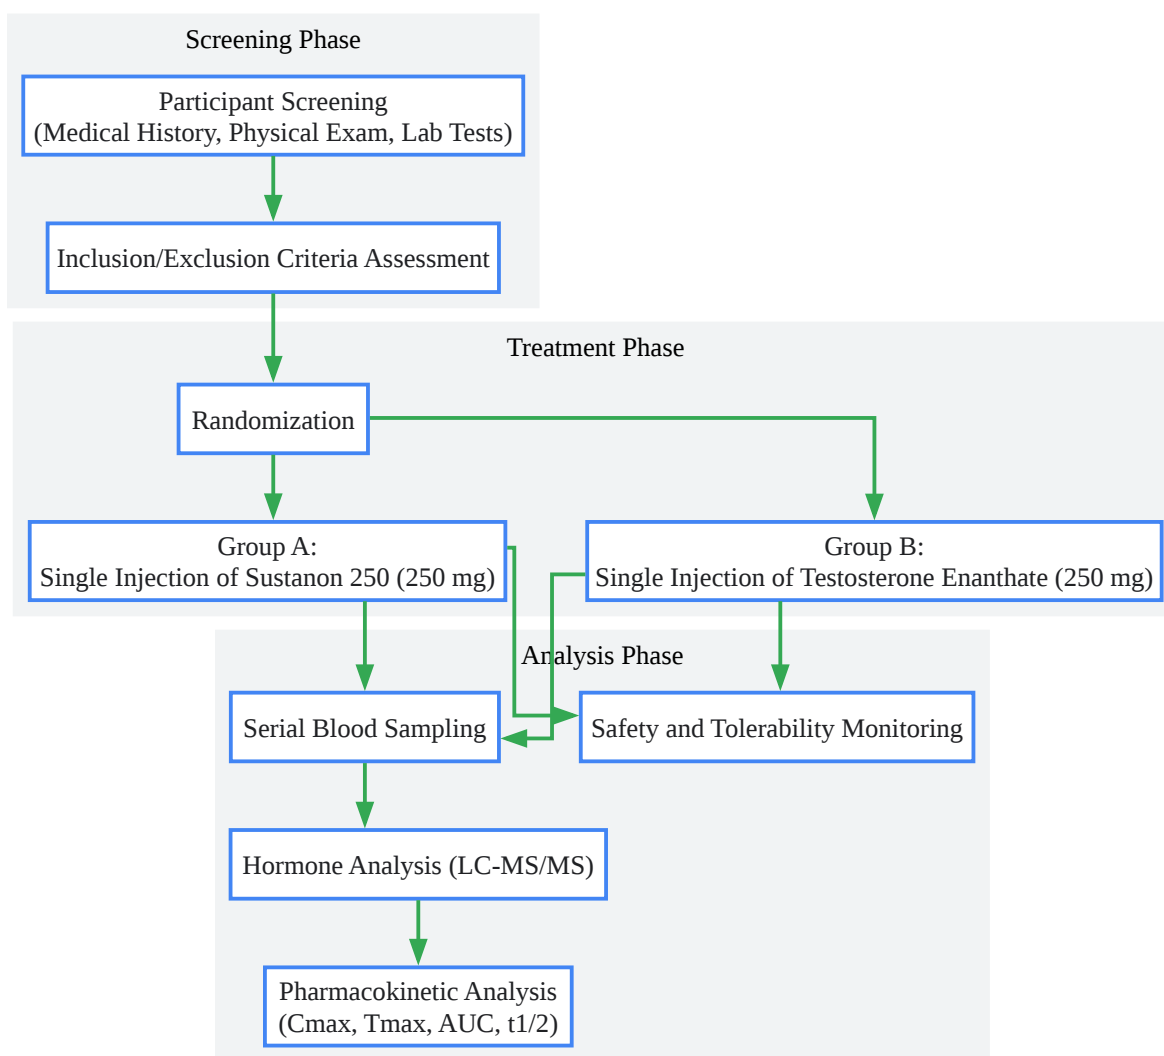 Screening Phase
Participant Screening
(Medical History, Physical Exam, Lab Tests)
Inclusion/Exclusion Criteria Assessment
Treatment Phase
Randomization
Group A:
Single Injection of Sustanon 250 (250 mg)
Group B:
Single Injection of Testosterone Enanthate (250 mg)
Analysis Phase
Serial Blood Sampling
Safety and Tolerability Monitoring
Hormone Analysis (LC-MS/MS)
Pharmacokinetic Analysis
(Cmax, Tmax, AUC, t1/2)